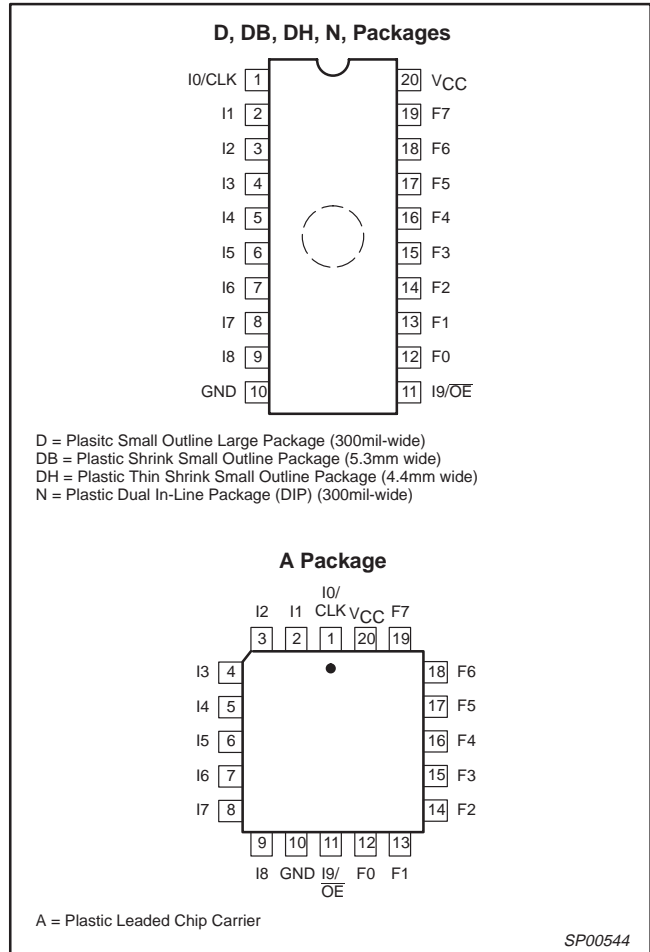 D, DB, DH, N, Packages
I0/CLK 1 20 VCC
I1 2 19 F7
I2 3 18 F6
I3 4 17 F5
I4 5 16 F4
I5 6 15 F3
I6 7 14 F2
I7 8 13 F1
I8 9 12 F0
GND 10 11 I9/OE
D = Plasitc Small Outline Large Package (300mil-wide)
DB = Plastic Shrink Small Outline Package (5.3mm wide)
DH = Plastic Thin Shrink Small Outline Package (4.4mm wide)
N = Plastic Dual In-Line Package (DIP) (300mil-wide)
A Package
I0/
I2 I1 CLK VCC F7
3 2 1 20 19
I3 4 18 F6
I4 5 17 F5
I5 6 16 F4
I6 7 15 F3
I7 8 14 F2
9 10 11 12 13
I8 GND I9/ F0 F1
OE
A = Plastic Leaded Chip Carrier
SP00544